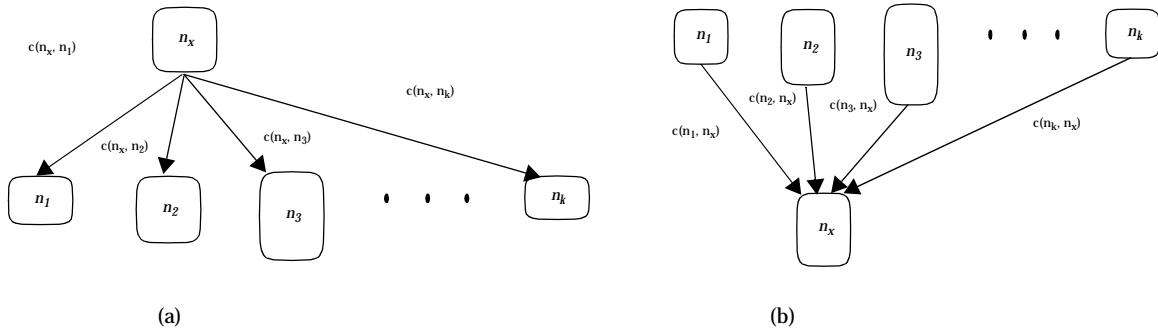 n_x
c(n_x, n_1)
c(n_x, n_k)
c(n_x, n_2)
c(n_x, n_3)
n_1
n_2
n_3
n_k
(a)
n_1
n_2
n_3
n_k
c(n_2, n_x)
c(n_3, n_x)
c(n_1, n_x)
c(n_k, n_x)
n_x
(b)